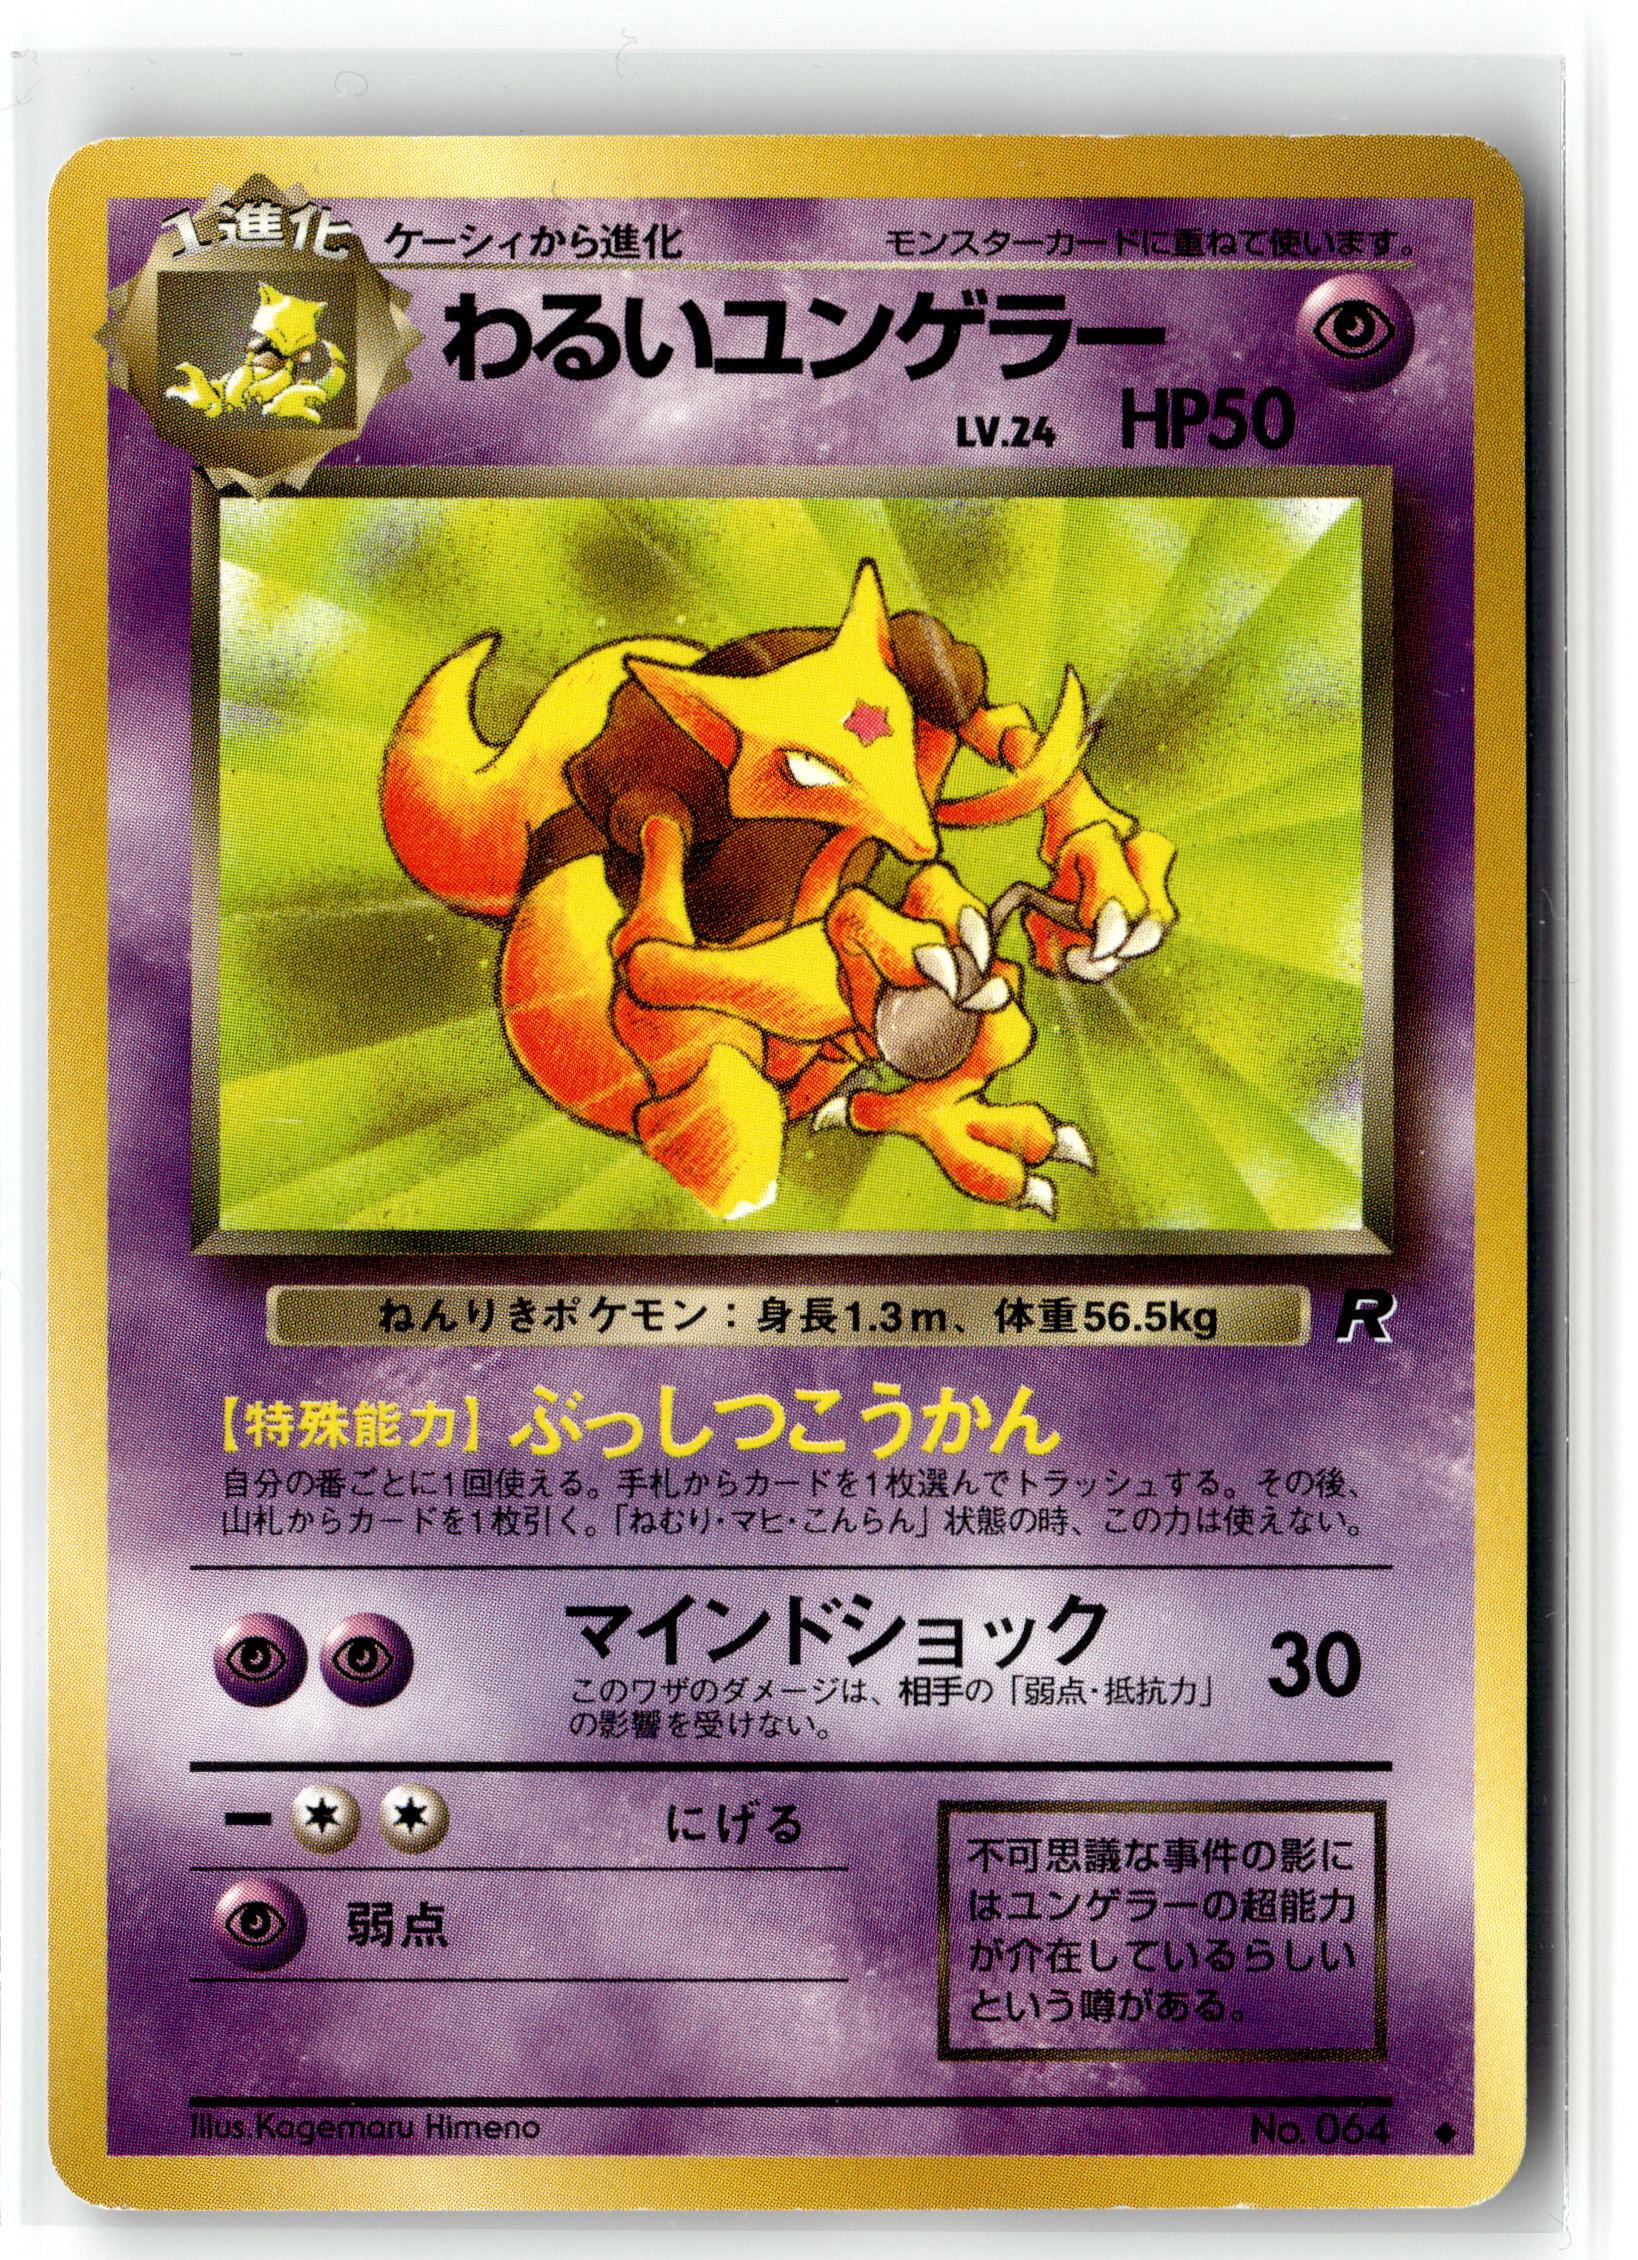 1進化
ケーシィから進化
モンスターカードに重ねて使います。
わるいユンゲラー
LV.24 HP50
ねんりきポケモン：身長1.3m、体重56.5kg
R
【特殊能力】ぶっしつこうかん
自分の番ごとに1回使える。手札からカードを1枚選んでトラッシュする。その後、
山札からカードを1枚引く。「ねむり・マヒ・こんらん」状態の時、この力は使えない。
マインドショック
30
このワザのダメージは、相手の「弱点・抵抗力」
の影響を受けない。
ーにげる
弱点
不可思議な事件の影に
はユンゲラーの超能力
が介在しているらしい
という噂がある。
Illus.Kagemaru Himeno
No. 064